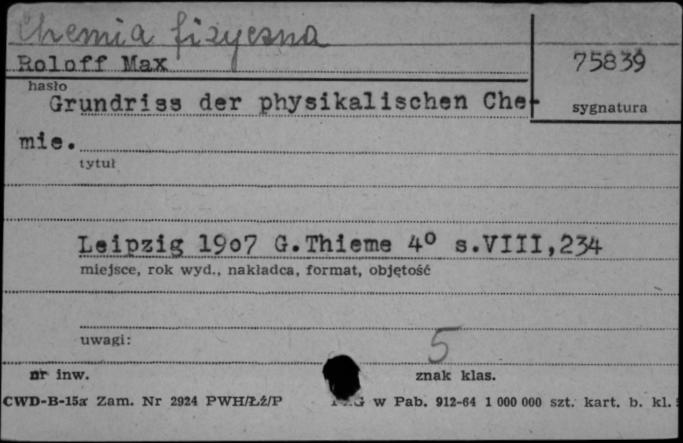 Chemia fizyczna
Roloff Max
75839
hasło
sygnatura
Grundriss der physikalischen Che-
mie.
tytuł
Leipzig 1907 G.Thieme 4⁰ s.VIII,234
miejsce, rok wyd., nakładca, format, objętość
uwagi:
5
nr inw.
znak klas.
CWD-B-15a Zam. Nr 2924 PWH/Łź/P w Pab. 912-64 1 000 000 szt. kart. b. kl.